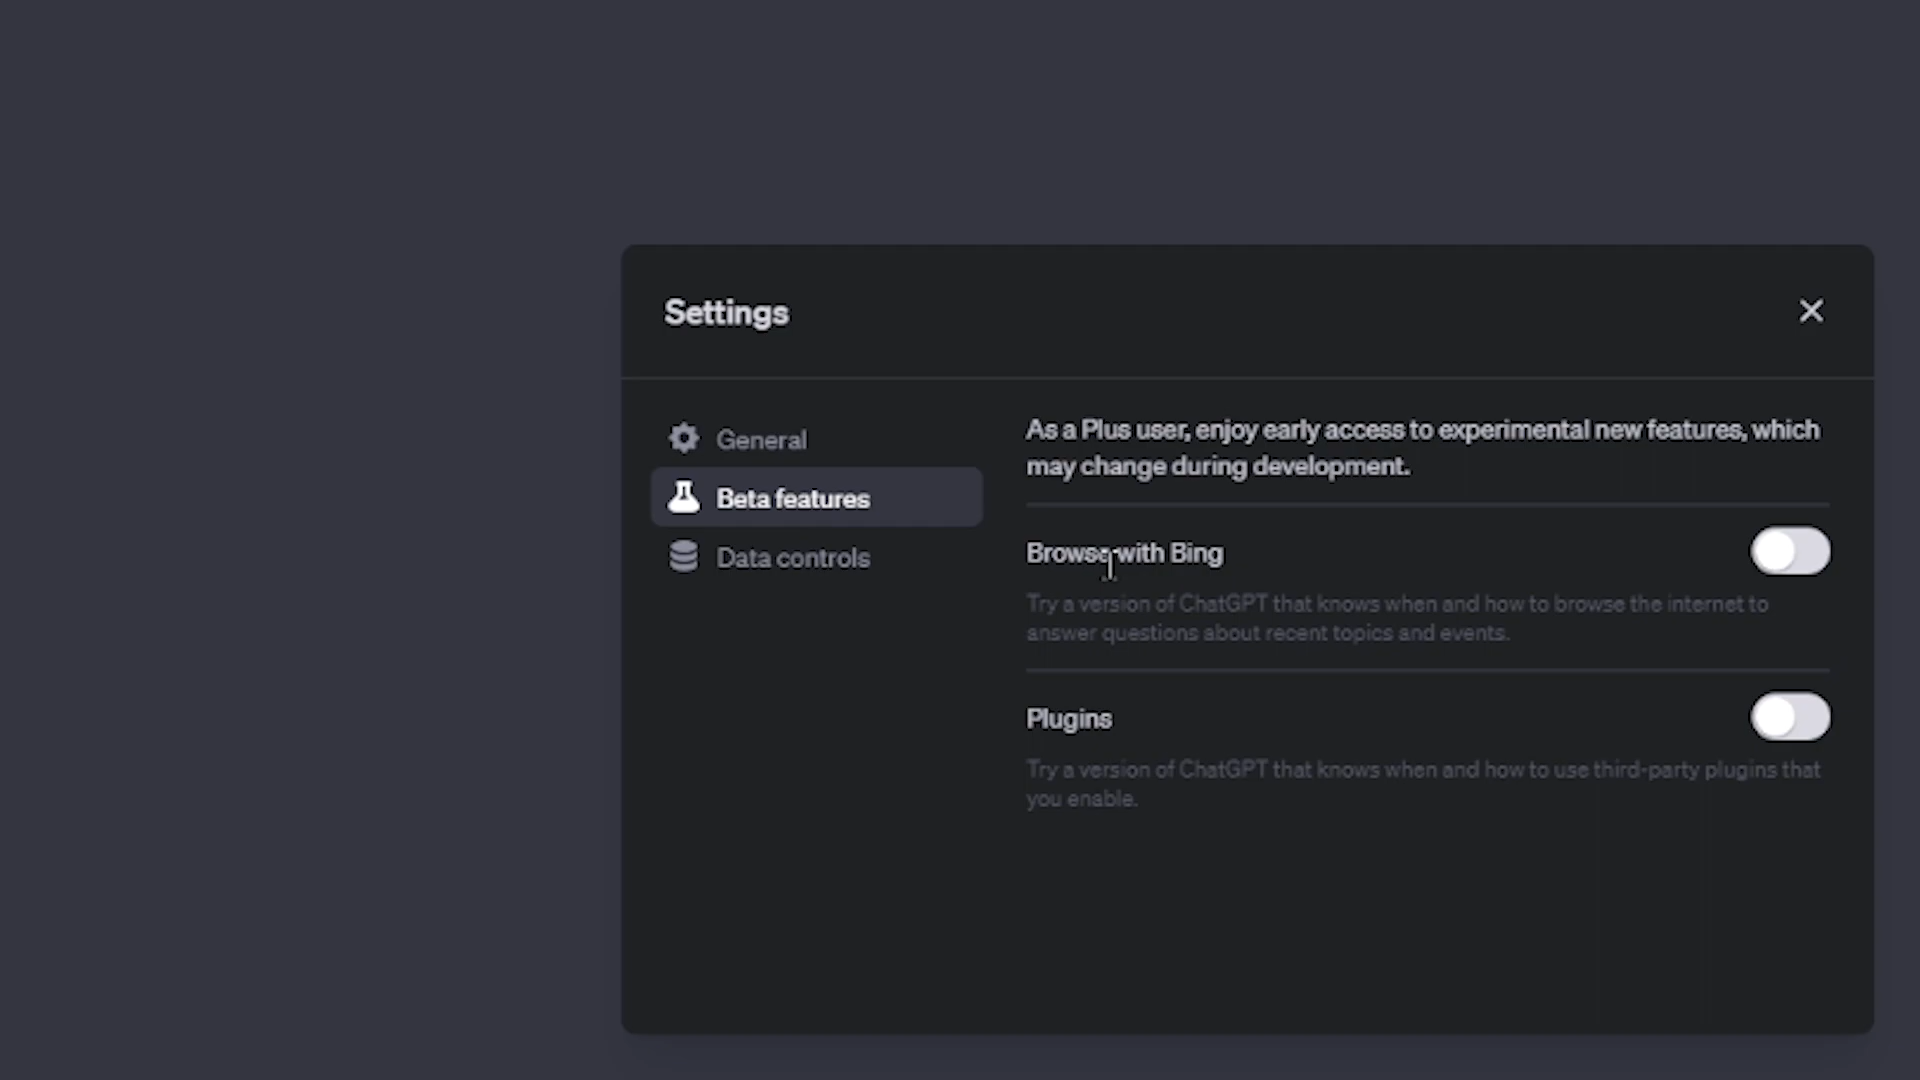 Settings
General
Beta features
Data controls
As a Plus user, enjoy early access to experimental new features, which
may change during development.
Browse with Bing
Try a version of ChatGPT that knows when and how to browse the internet to
answer questions about recent topics and events.
Plugins
Try a version of ChatGPT that knows when and how to use third-party plugins that
you enable.